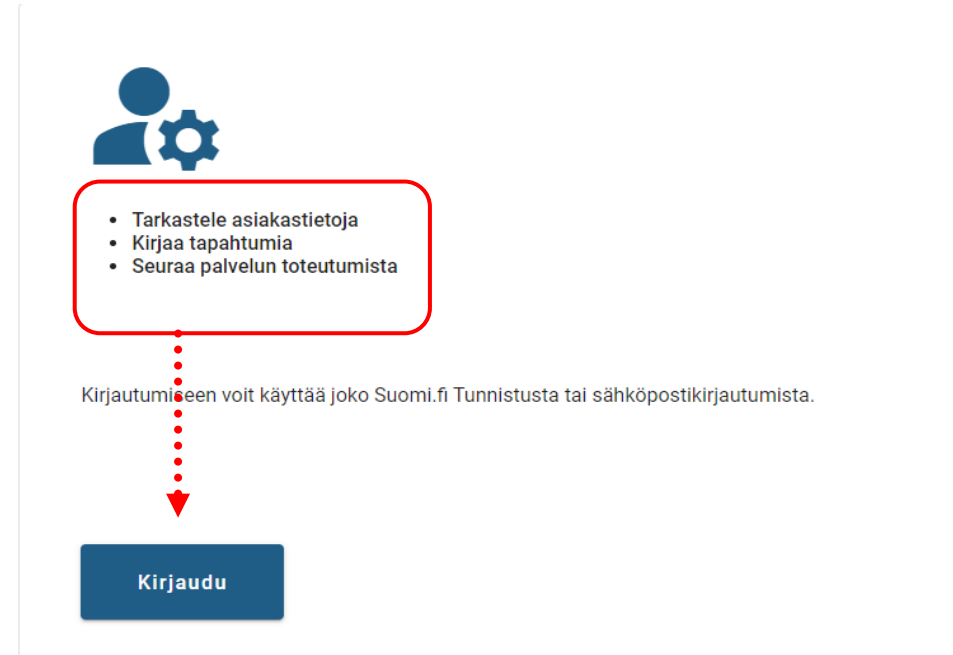 Tarkastele asiakastietoja
Kirjaa tapahtumia
Seuraa palvelun toteutumista
Kirjautumiseen voit käyttää joko Suomi.fi Tunnistusta tai sähköpostikirjautumista.
Kirjaudu